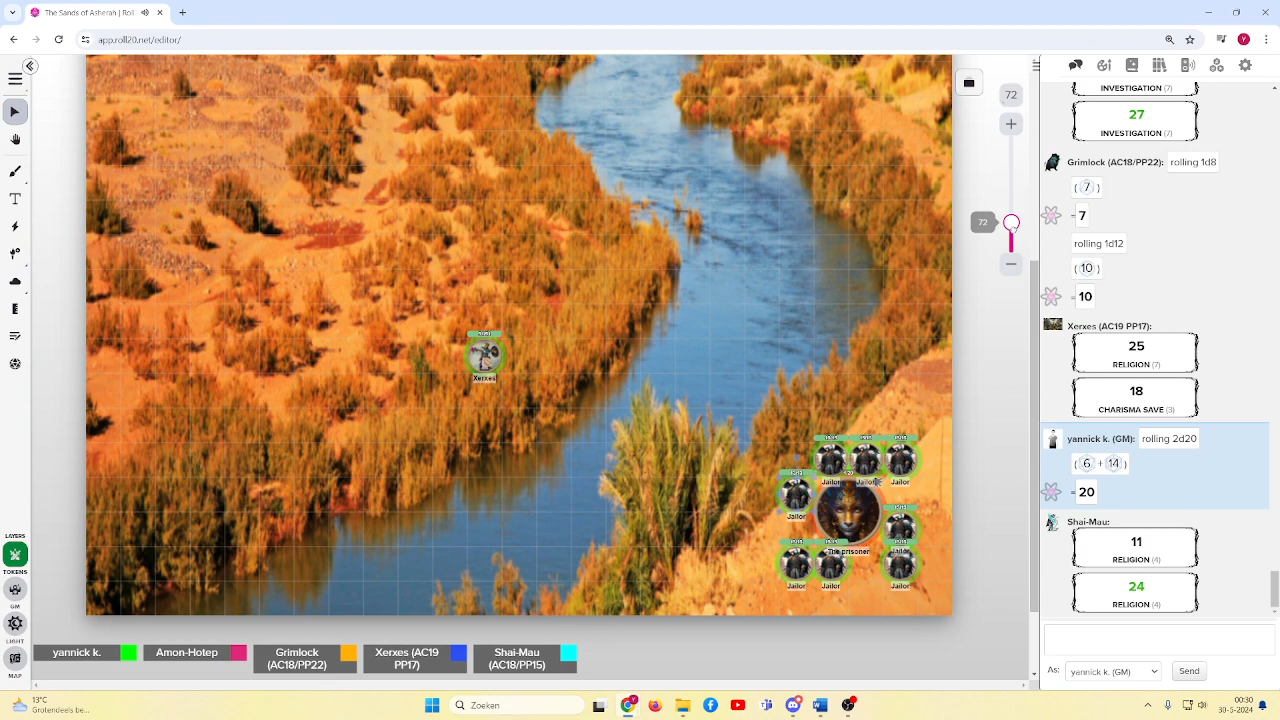 The Sands of Asherah | Roll
app.roll20.net/editor/
72
72
Xerxes
Jailor
Jailor
Jailor
Jailor
The prisoner
Jailor
Jailor
Jailor
Jailor
LAYERS
TOKENS
GM
LIGHT
MAP
yannick k.
Amon-Hotep
Grimlock
(AC18/PP22)
Xerxes (AC19
PP17)
Shai-Mau
(AC18/PP15)
INVESTIGATION (7)
27
INVESTIGATION (7)
Grimlock (AC18/PP22): rolling 1d8
( 7 )
= 7
rolling 1d12
( 10 )
= 10
Xerxes (AC19 PP17):
25
RELIGION (7)
18
CHARISMA SAVE (3)
yannick k. (GM): rolling 2d20
( 6 + 14 )
= 20
Shai-Mau:
11
RELIGION (4)
24
RELIGION (4)
As: yannick k. (GM) Send
13°C
Grotendeels be...
Zoeken
00:30
30-5-2024